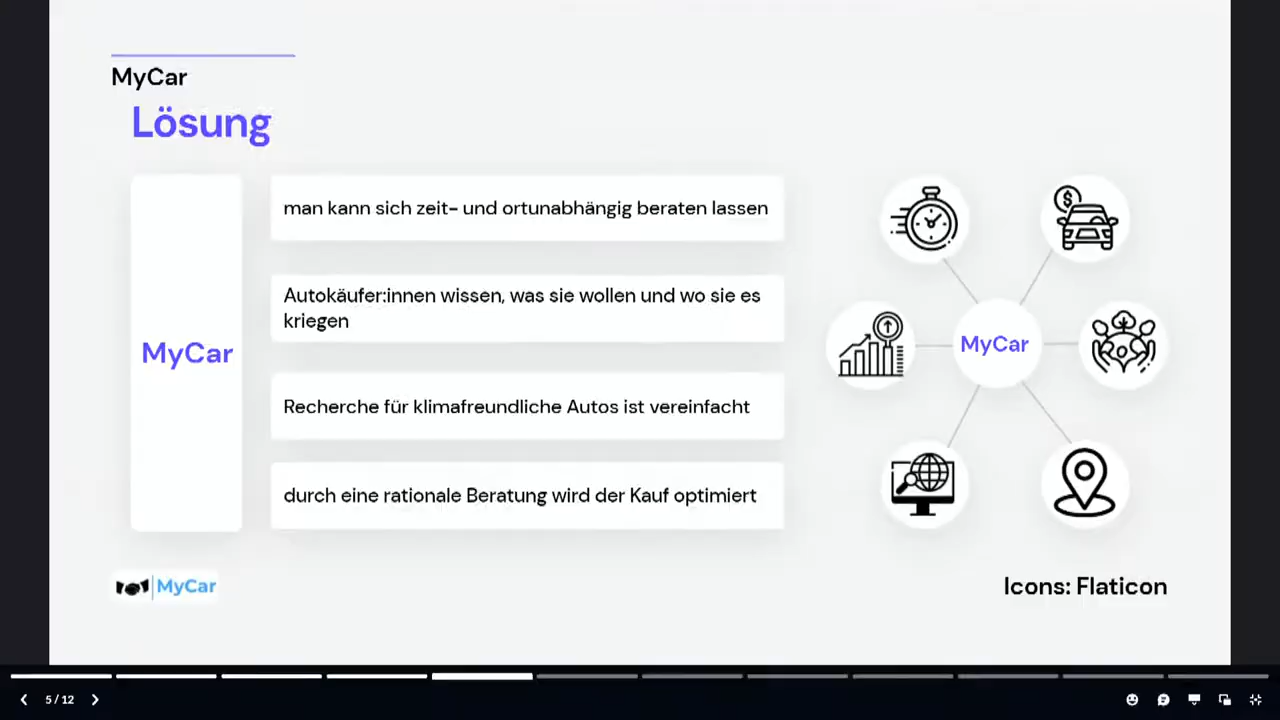 MyCar
Lösung
MyCar
man kann sich zeit- und ortunabhängig beraten lassen
Autokäufer:innen wissen, was sie wollen und wo sie es
kriegen
Recherche für klimafreundliche Autos ist vereinfacht
durch eine rationale Beratung wird der Kauf optimiert
$
MyCar
MyCar
Icons: Flaticon
5 / 12